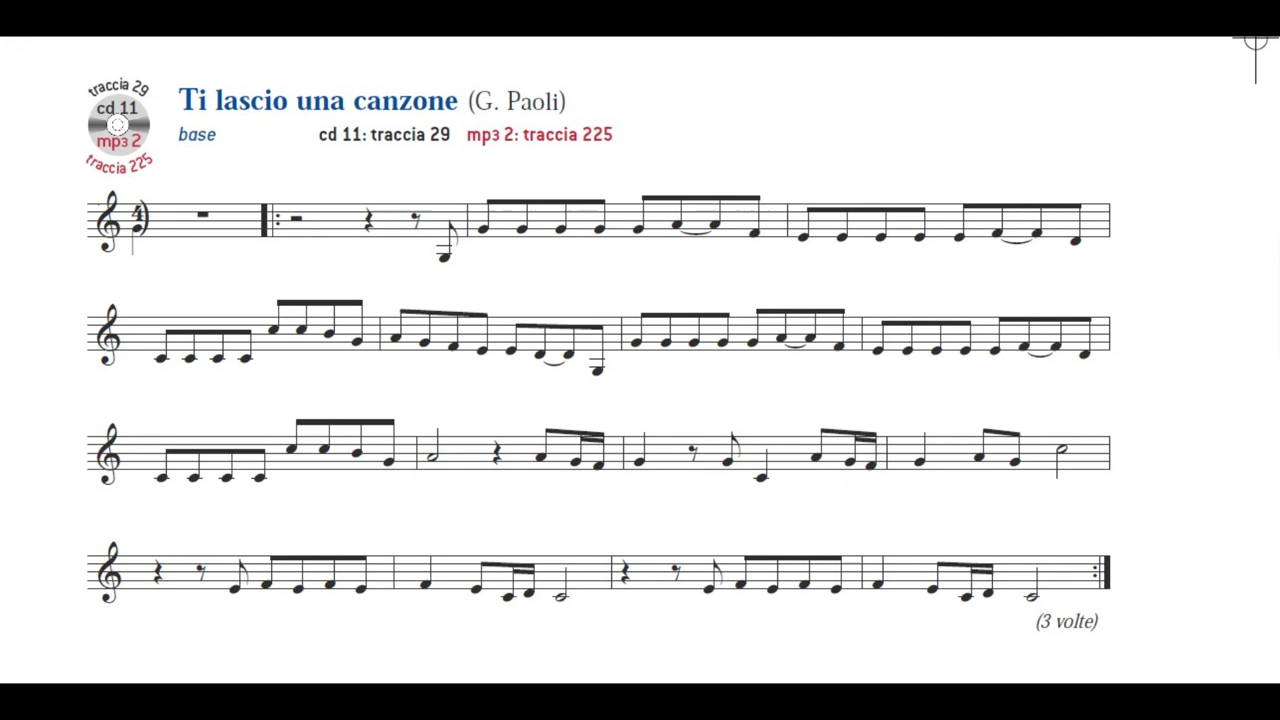 traccia 29
cd 11
mp3 2
traccia 225
Ti lascio una canzone (G. Paoli)
base cd 11: traccia 29 mp3 2: traccia 225
(3 volte)